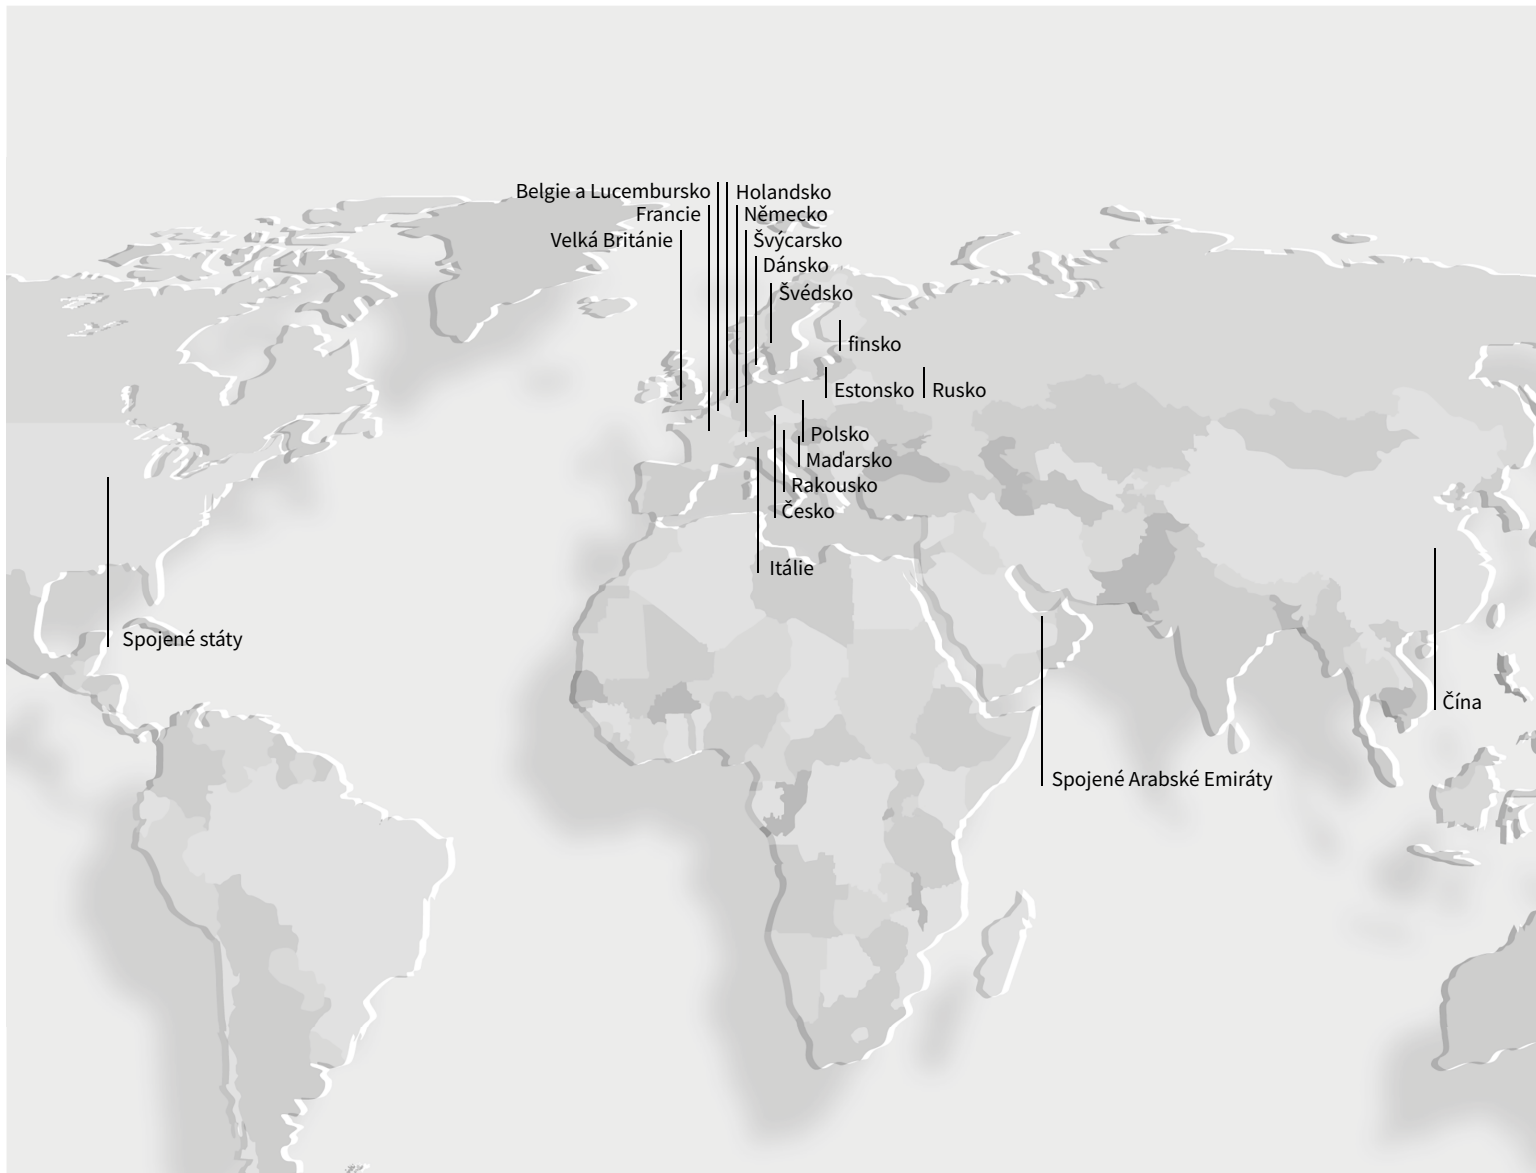 Belgie a Lucembursko
Holandsko
Francie
Německo
Velká Británie
Švýcarsko
Dánsko
Švédsko
finsko
Estonsko
Rusko
Polsko
Maďarsko
Rakousko
Česko
Itálie
Spojené státy
Čína
Spojené Arabské Emiráty